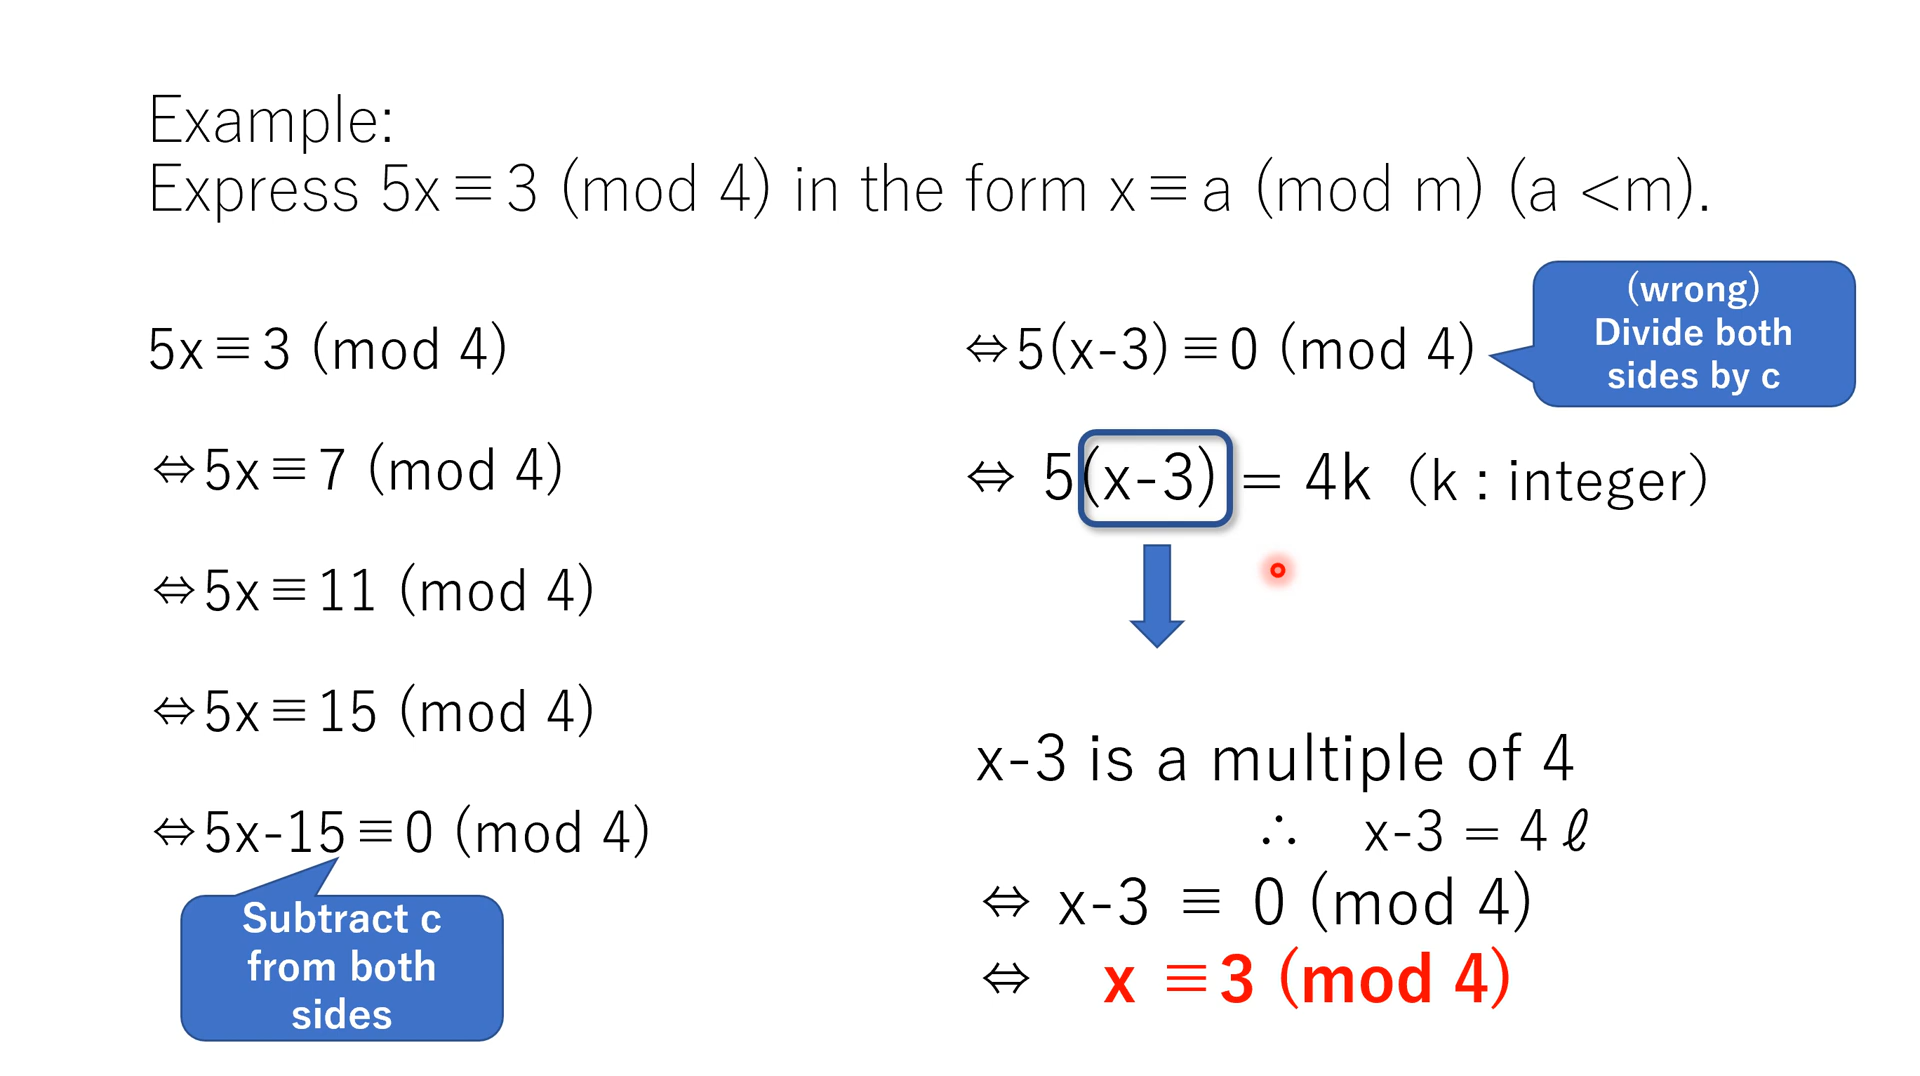 Example:
Express 5x≡3 (mod 4) in the form x≡a (mod m) (a <m).
5x≡3 (mod 4)
⇔5x≡7 (mod 4)
⇔5x≡11 (mod 4)
⇔5x≡15 (mod 4)
⇔5x-15≡0 (mod 4)
Subtract c
from both
sides
⇔5(x-3)≡0 (mod 4)
(wrong)
Divide both
sides by c
⇔ 5(x-3) = 4k (k : integer)
x-3 is a multiple of 4
∴ x-3 = 4ℓ
⇔ x-3 ≡ 0 (mod 4)
⇔ x ≡3 (mod 4)